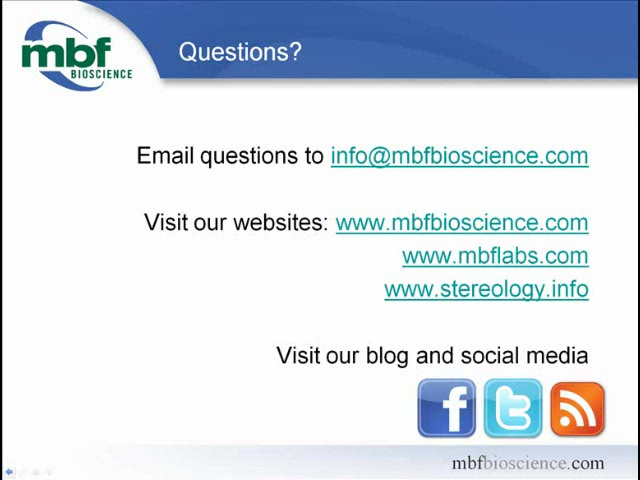 mbf
BIOSCIENCE
Questions?
Email questions to info@mbfbioscience.com
Visit our websites: www.mbfbioscience.com
www.mbflabs.com
www.stereology.info
Visit our blog and social media
mbfbioscience.com